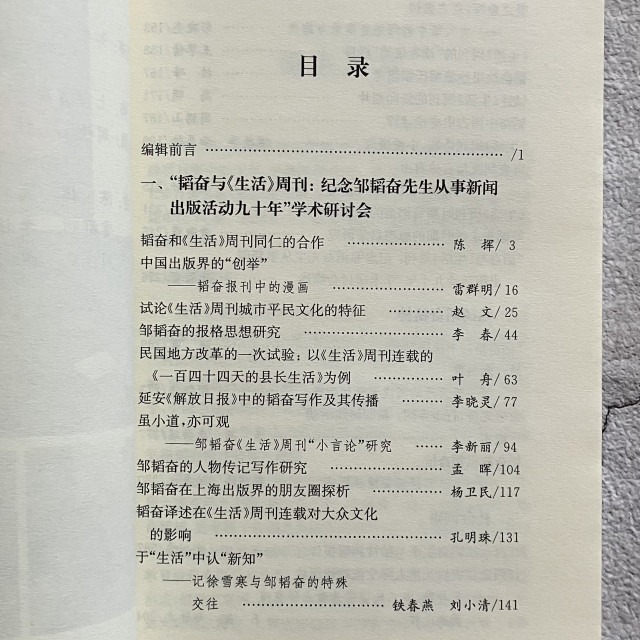 目 录
编辑前言 ………………………………………… /1
一、“韬奋与《生活》周刊：纪念邹韬奋先生从事新闻
出版活动九十年”学术研讨会
韬奋和《生活》周刊同仁的合作 ………………… 陈 挥/ 3
中国出版界的“创举”
——韬奋报刊中的漫画 ………………… 雷群明/ 16
试论《生活》周刊城市平民文化的特征 ………… 赵 文/ 25
邹韬奋的报格思想研究 ……………………… 李 春/ 44
民国地方改革的一次试验：以《生活》周刊连载的
《一百四十四天的县长生活》为例 …………… 叶 舟/ 63
延安《解放日报》中的韬奋写作及其传播 ………… 李晓灵/ 77
虽小道，亦可观
——邹韬奋《生活》周刊“小言论”研究 …… 李新丽/ 94
邹韬奋的人物传记写作研究 ………………… 孟 晖/104
邹韬奋在上海出版界的朋友圈探析 …………… 杨卫民/117
韬奋译述在《生活》周刊连载对大众文化
的影响 ……………………………… 孔明珠/131
于“生活”中认“新知”
——记徐雪寒与邹韬奋的特殊
交往 ………………………… 铁春燕 刘小清/141